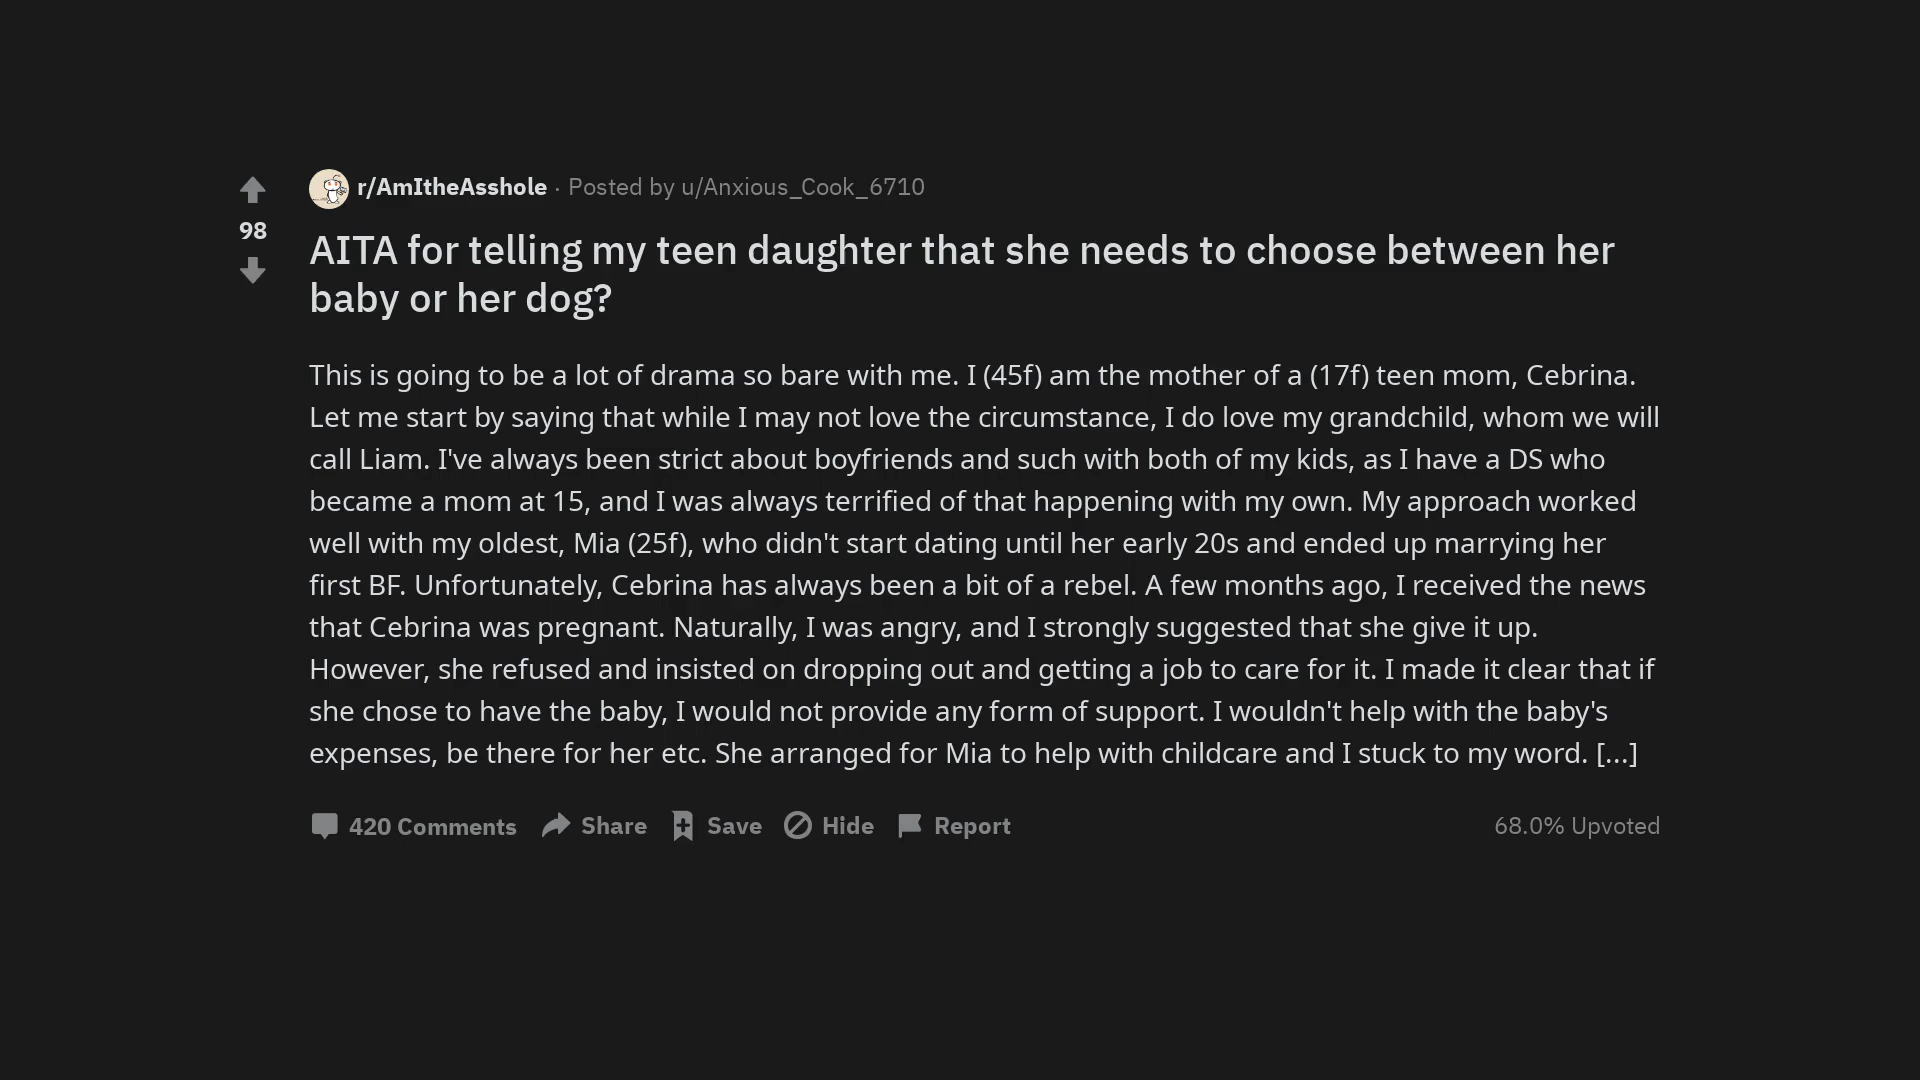 r/AmItheAsshole · Posted by u/Anxious_Cook_6710
98
AITA for telling my teen daughter that she needs to choose between her
baby or her dog?
This is going to be a lot of drama so bare with me. I (45f) am the mother of a (17f) teen mom, Cebrina.
Let me start by saying that while I may not love the circumstance, I do love my grandchild, whom we will
call Liam. I've always been strict about boyfriends and such with both of my kids, as I have a DS who
became a mom at 15, and I was always terrified of that happening with my own. My approach worked
well with my oldest, Mia (25f), who didn't start dating until her early 20s and ended up marrying her
first BF. Unfortunately, Cebrina has always been a bit of a rebel. A few months ago, I received the news
that Cebrina was pregnant. Naturally, I was angry, and I strongly suggested that she give it up.
However, she refused and insisted on dropping out and getting a job to care for it. I made it clear that if
she chose to have the baby, I would not provide any form of support. I wouldn't help with the baby's
expenses, be there for her etc. She arranged for Mia to help with childcare and I stuck to my word. [...]
420 Comments Share Save Hide Report 68.0% Upvoted